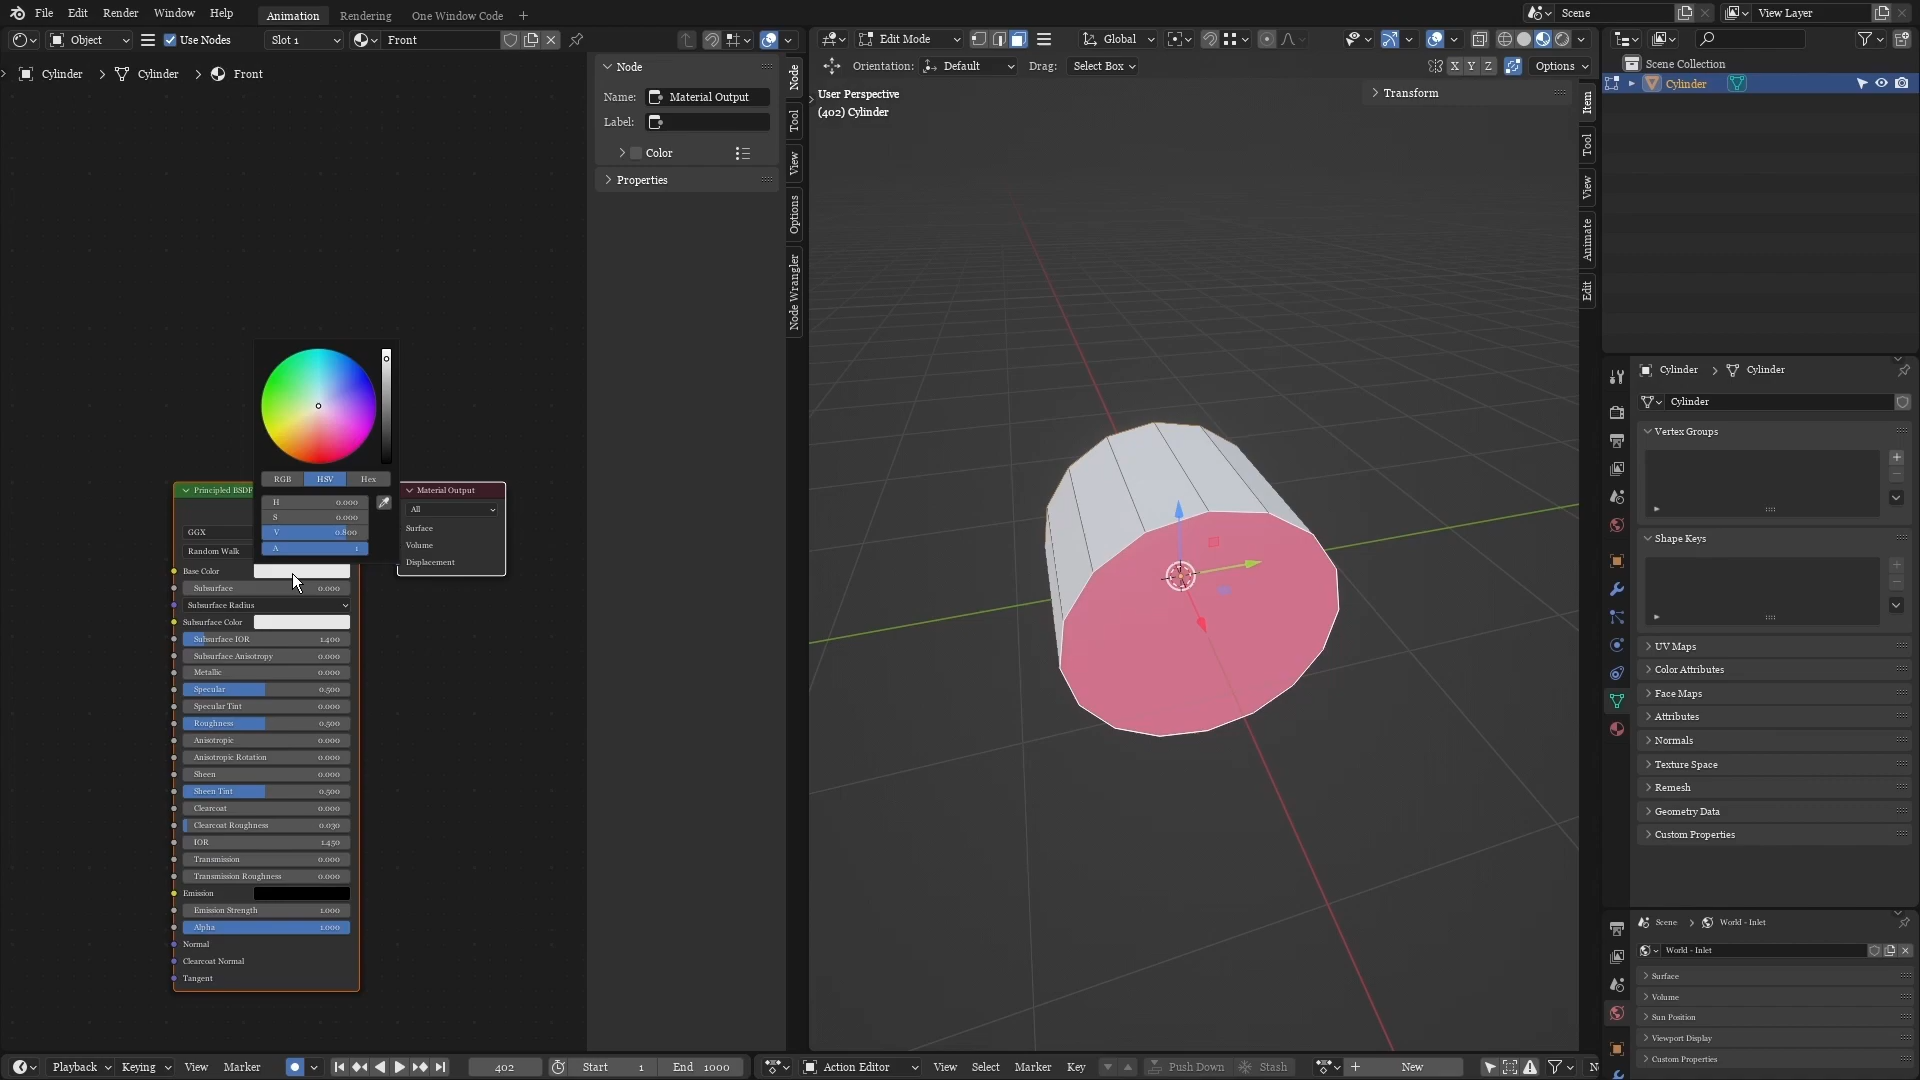 File Edit Render Window Help Animation Rendering One Window Code Scene View Layer
Object Use Nodes Slot 1 Front Edit Mode Global
Cylinder Cylinder Front
Node
Name: Material Output
Label:
Color
Properties
Node
Tool
View
Options
Node Wrangler
Orientation: Default Drag: Select Box X Y Z Options
User Perspective
(402) Cylinder
Transform
Item
Tool
View
Animate
Edit
Scene Collection
Cylinder
RGB HSV Hex
H 0.000
S 0.000
V 0.800
A 1
Principled BSDF
GGX
Random Walk
Base Color
Subsurface 0.000
Subsurface Radius
Subsurface Color
Subsurface IOR 1.400
Subsurface Anisotropy 0.000
Metallic 0.000
Specular 0.500
Specular Tint 0.000
Roughness 0.500
Anisotropic 0.000
Anisotropic Rotation 0.000
Sheen 0.000
Sheen Tint 0.500
Clearcoat 0.000
Clearcoat Roughness 0.030
IOR 1.450
Transmission 0.000
Transmission Roughness 0.000
Emission
Emission Strength 1.000
Alpha 1.000
Normal
Clearcoat Normal
Tangent
Material Output
All
Surface
Volume
Displacement
Cylinder Cylinder
Cylinder
Vertex Groups
Shape Keys
UV Maps
Color Attributes
Face Maps
Attributes
Normals
Texture Space
Remesh
Geometry Data
Custom Properties
Scene World - Inlet
World - Inlet
Surface
Volume
Sun Position
Viewport Display
Custom Properties
Playback Keying View Marker 402 Start 1 End 1000 Action Editor View Select Marker Key Push Down Stash New